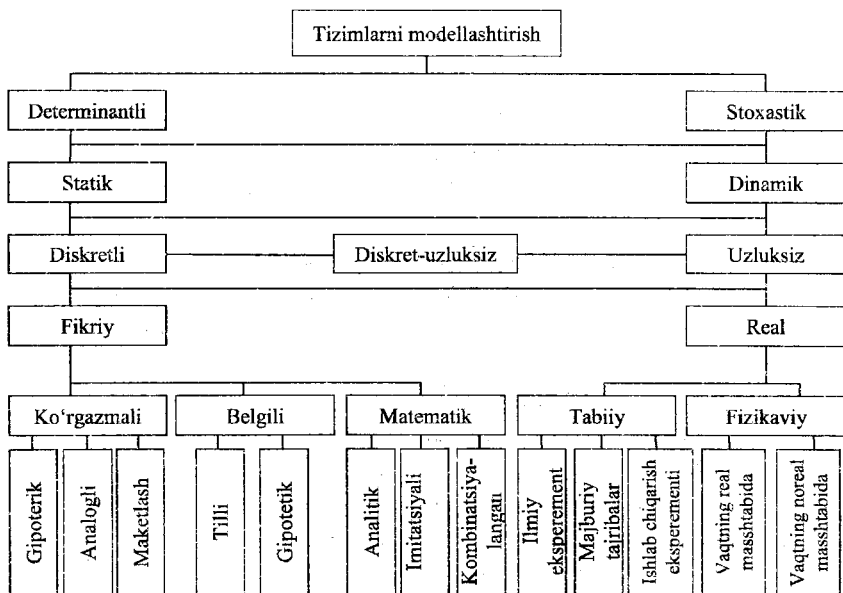 Tizimlarni modellashtirish
Determinantli
Stoxastik
Statik
Dinamik
Diskretli
Diskret-uzluksiz
Uzluksiz
Fikriy
Real
Ko‘rgazmali
Belgili
Matematik
Tabiiy
Fizikaviy
Gipoterik
Analogli
Maketlash
Tilli
Gipotetik
Analitik
Imitatsiyali
Kombinatsiya-
langan
Ilmiy
eksperement
Majburiy
tajribalar
Ishlab chiqarish
eksperementi
Vaqtning real
masshtabida
Vaqtning noreal
masshtabida